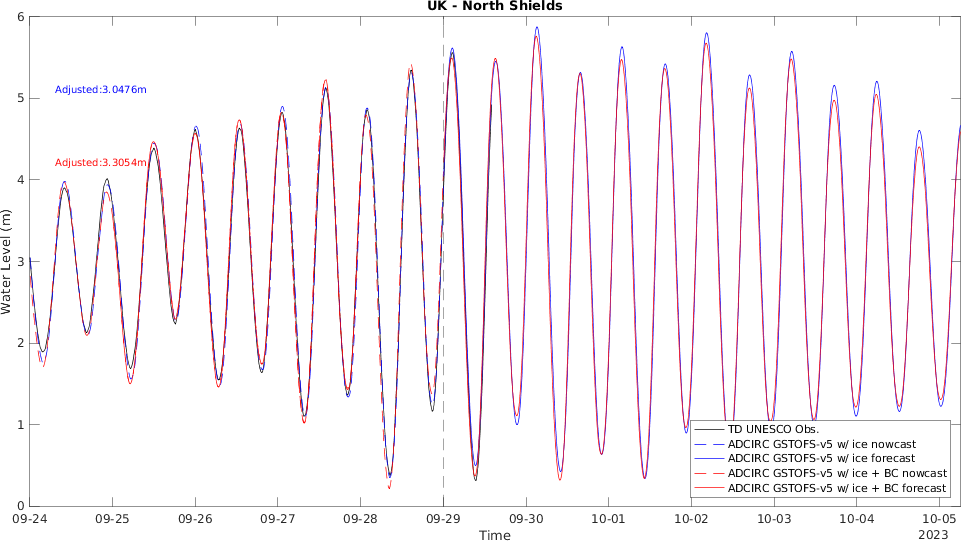 UK - North Shields
6
5
4
3
2
1
0
Water Level (m)
Adjusted:3.0476m
Adjusted:3.3054m
TD UNESCO Obs.
ADCIRC GSTOFS-v5 w/ ice nowcast
ADCIRC GSTOFS-v5 w/ ice forecast
ADCIRC GSTOFS-v5 w/ ice + BC nowcast
ADCIRC GSTOFS-v5 w/ ice + BC forecast
09-24 09-25 09-26 09-27 09-28 09-29 09-30 10-01 10-02 10-03 10-04 10-05
Time
2023